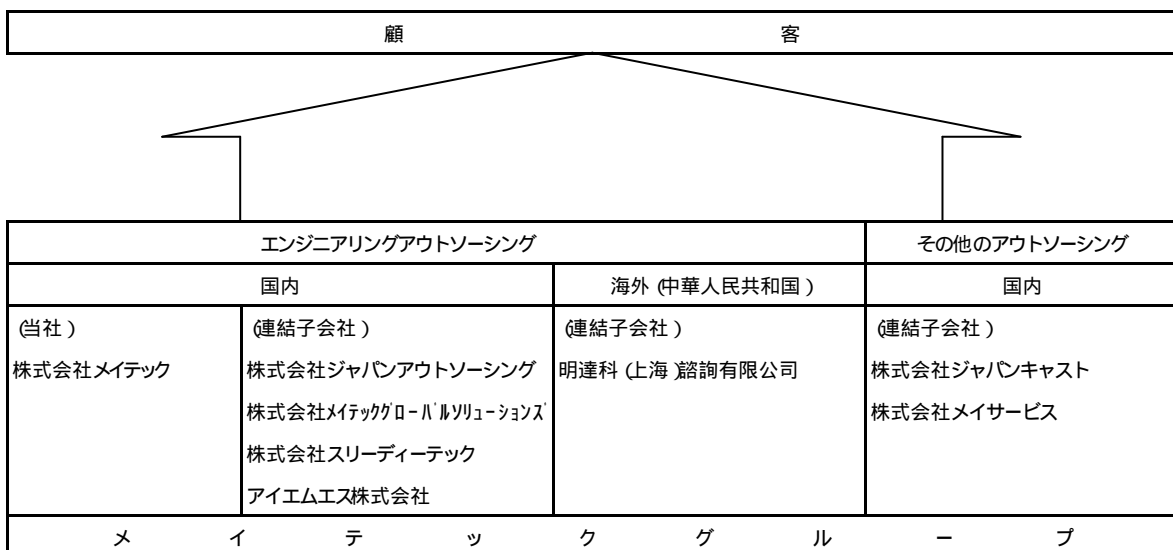 顧 客
エンジニアリングアウトソーシング その他のアウトソーシング
国内 海外(中華人民共和国) 国内
(当社) (連結子会社) (連結子会社) (連結子会社)
株式会社メイテック 株式会社ジャパンアウトソーシング 明達科(上海)諮詢有限公司 株式会社ジャパンキャスト
株式会社メイテックグローバルソリューションズ 株式会社メイサービス
株式会社スリーディーテック
アイエムエス株式会社
メ イ テ ッ ク グ ル ー プ